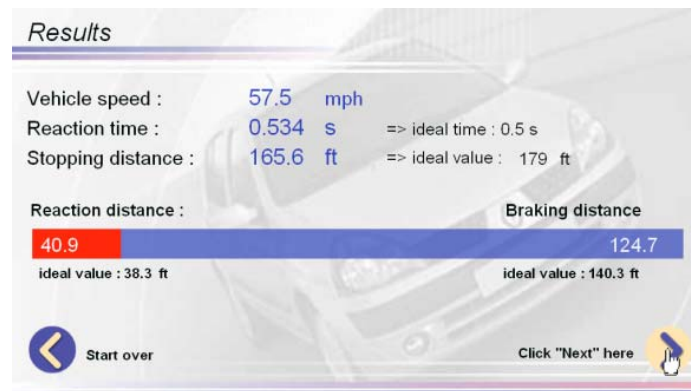 Results
Vehicle speed : 57.5 mph
Reaction time : 0.534 s => ideal time : 0.5 s
Stopping distance : 165.6 ft => ideal value : 179 ft
Reaction distance : Braking distance
40.9 124.7
ideal value : 38.3 ft ideal value : 140.3 ft
Start over Click "Next" here